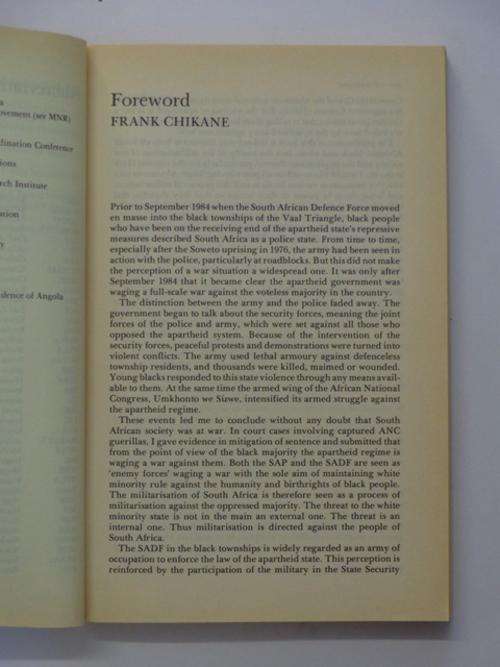 vement (see MNR)
dination Conference
ions
rch Institute
ation
y
dence of Angola
Foreword
FRANK CHIKANE
Prior to September 1984 when the South African Defence Force moved
en masse into the black townships of the Vaal Triangle, black people
who have been on the receiving end of the apartheid state's repressive
measures described South Africa as a police state. From time to time,
especially after the Soweto uprising in 1976, the army had been seen in
action with the police, particularly at roadblocks. But this did not make
the perception of a war situation a widespread one. It was only after
September 1984 that it became clear the apartheid government was
waging a full-scale war against the voteless majority in the country.
The distinction between the army and the police faded away. The
government began to talk about the security forces, meaning the joint
forces of the police and army, which were set against all those who
opposed the apartheid system. Because of the intervention of the
security forces, peaceful protests and demonstrations were turned into
violent conflicts. The army used lethal armoury against defenceless
township residents, and thousands were killed, maimed or wounded.
Young blacks responded to this state violence through any means avail-
able to them. At the same time the armed wing of the African National
Congress, Umkhonto we Sizwe, intensified its armed struggle against
the apartheid regime.
These events led me to conclude without any doubt that South
African society was at war. In court cases involving captured ANC
guerillas, I gave evidence in mitigation of sentence and submitted that
from the point of view of the black majority the apartheid regime is
waging a war against them. Both the SAP and the SADF are seen as
'enemy forces' waging a war with the sole aim of maintaining white
minority rule against the humanity and birthrights of black people.
The militarisation of South Africa is therefore seen as a process of
militarisation against the oppressed majority. The threat to the white
minority state is not in the main an external one. The threat is an
internal one. Thus militarisation is directed against the people of
South Africa.
The SADF in the black townships is widely regarded as an army of
occupation to enforce the law of the apartheid state. This perception is
reinforced by the participation of the military in the State Security